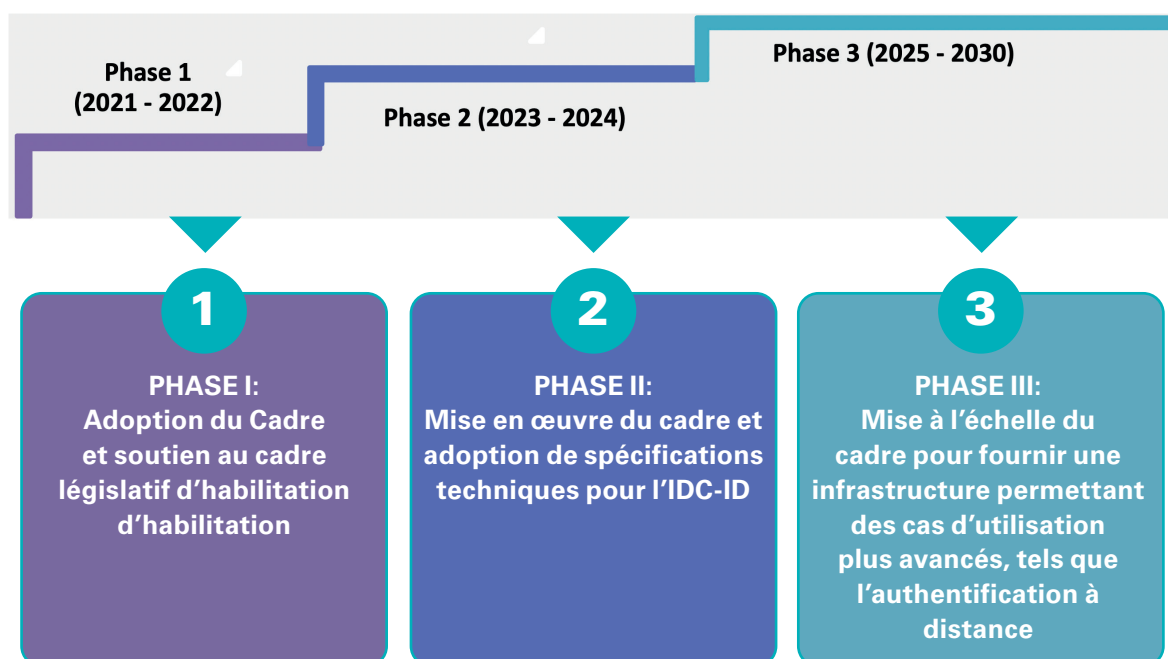 Phase 1
(2021 - 2022)
Phase 2 (2023 - 2024)
Phase 3 (2025 - 2030)
1
PHASE I:
Adoption du Cadre
et soutien au cadre
législatif d’habilitation
d’habilitation
2
PHASE II:
Mise en œuvre du cadre et
adoption de spécifications
techniques pour l’IDC-ID
3
PHASE III:
Mise à l’échelle du
cadre pour fournir une
infrastructure permettant
des cas d’utilisation
plus avancés, tels que
l’authentification à
distance